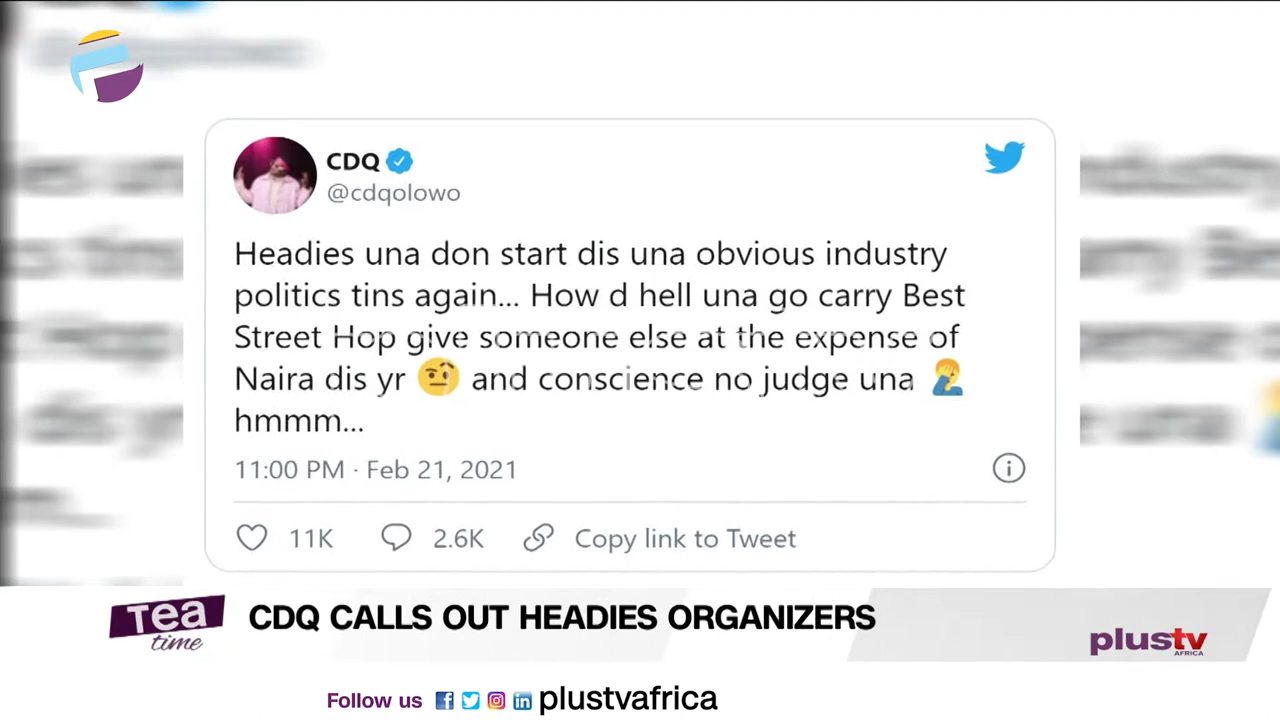 CDQ
@cdqolowo
Headies una don start dis una obvious industry
politics tins again... How d hell una go carry Best
Street Hop give someone else at the expense of
Naira dis yr 🤨 and conscience no judge una 🤦‍♂️
hmmm...
11:00 PM · Feb 21, 2021
11K 2.6K Copy link to Tweet
Tea time
CDQ CALLS OUT HEADIES ORGANIZERS
plustv
AFRICA
Follow us plustvafrica